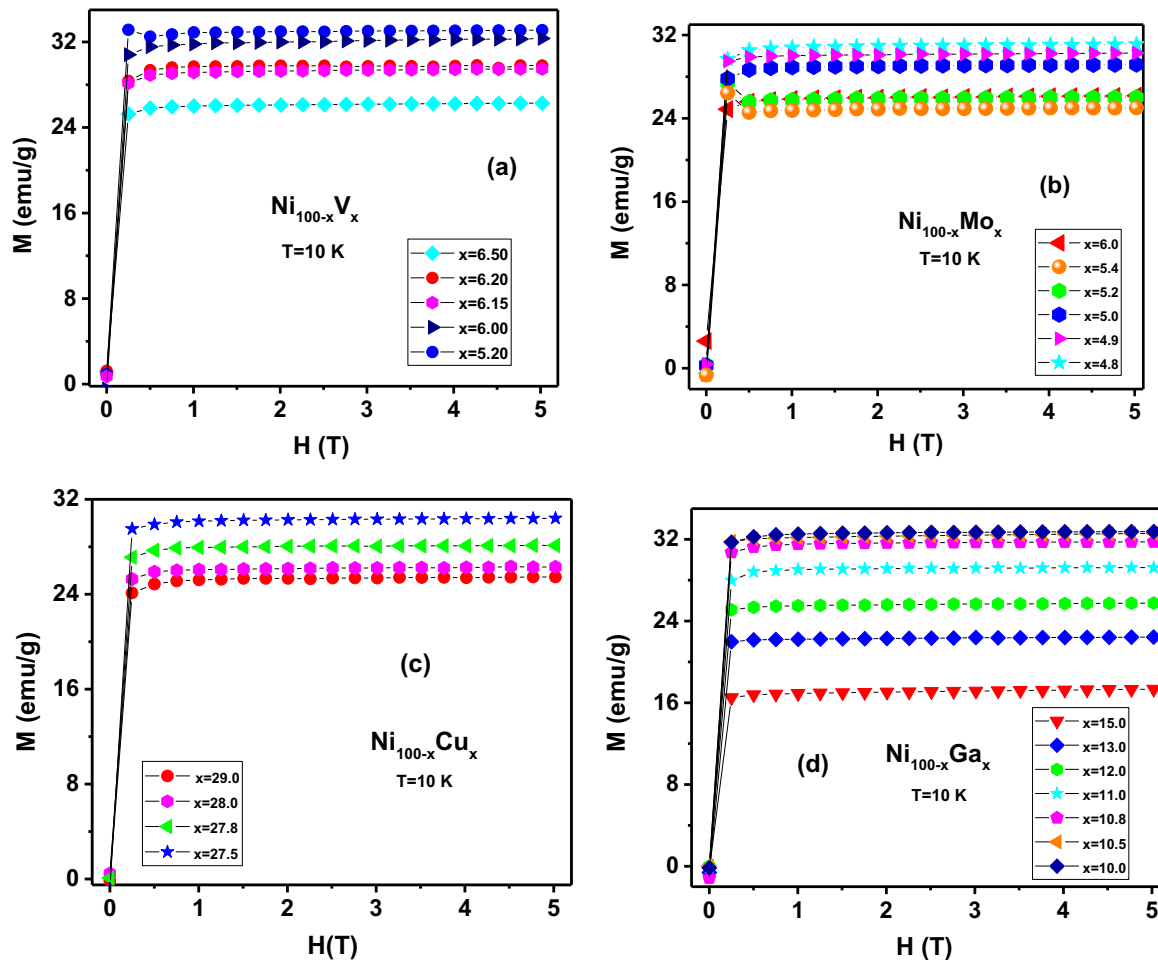 M (emu/g)
32
24
16
8
0
(a)
Ni₁₀₀₋ₓVₓ
T=10 K
x=6.50
x=6.20
x=6.15
x=6.00
x=5.20
0 1 2 3 4 5
H (T)
M (emu/g)
32
24
16
8
0
(b)
Ni₁₀₀₋ₓMoₓ
T=10 K
x=6.0
x=5.4
x=5.2
x=5.0
x=4.9
x=4.8
0 1 2 3 4 5
H (T)
M (emu/g)
32
24
16
8
0
(c)
Ni₁₀₀₋ₓCuₓ
T=10 K
x=29.0
x=28.0
x=27.8
x=27.5
0 1 2 3 4 5
H(T)
M (emu/g)
32
24
16
8
0
(d)
Ni₁₀₀₋ₓGaₓ
T=10 K
x=15.0
x=13.0
x=12.0
x=11.0
x=10.8
x=10.5
x=10.0
0 1 2 3 4 5
H (T)